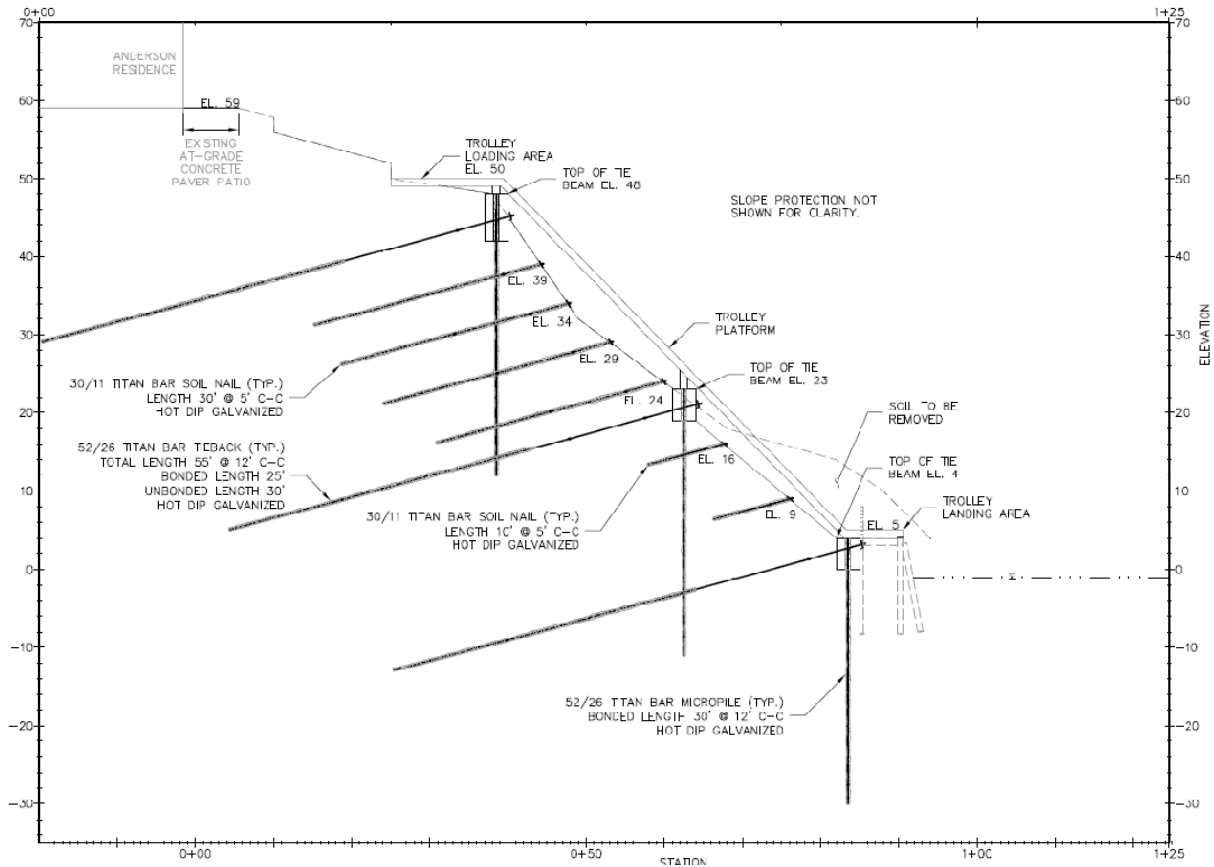 0+00
1+25
70
60
50
40
30
20
10
0
-10
-20
-30
70
60
50
40
30
20
10
0
-10
-20
-30
ELEVATION
ANDERSON
RESIDENCE
EL. 59
EXISTING
AT-GRADE
CONCRETE
PAVER PATIO
TROLLEY
LOADING AREA
EL. 50
TOP OF TIE
BEAM EL. 48
SLOPE PROTECTION NOT
SHOWN FOR CLARITY.
EL. 39
EL. 34
EL. 29
EL. 24
TROLLEY
PLATFORM
TOP OF TIE
BEAM EL. 23
30/11 TITAN BAR SOIL NAIL (TYP.)
LENGTH 30' @ 5' C-C
HOT DIP GALVANIZED
52/26 TITAN BAR TIEBACK (TYP.)
TOTAL LENGTH 55' @ 12' C-C
BONDED LENGTH 25'
UNBONDED LENGTH 30'
HOT DIP GALVANIZED
SOIL TO BE
REMOVED
EL. 16
TOP OF TIE
BEAM EL. 4
EL. 9
TROLLEY
LANDING AREA
EL. 5
30/11 TITAN BAR SOIL NAIL (TYP.)
LENGTH 10' @ 5' C-C
HOT DIP GALVANIZED
52/26 TITAN BAR MICROPILE (TYP.)
BONDED LENGTH 30' @ 12' C-C
HOT DIP GALVANIZED
0+00
0+50
1+00
1+25
STATION